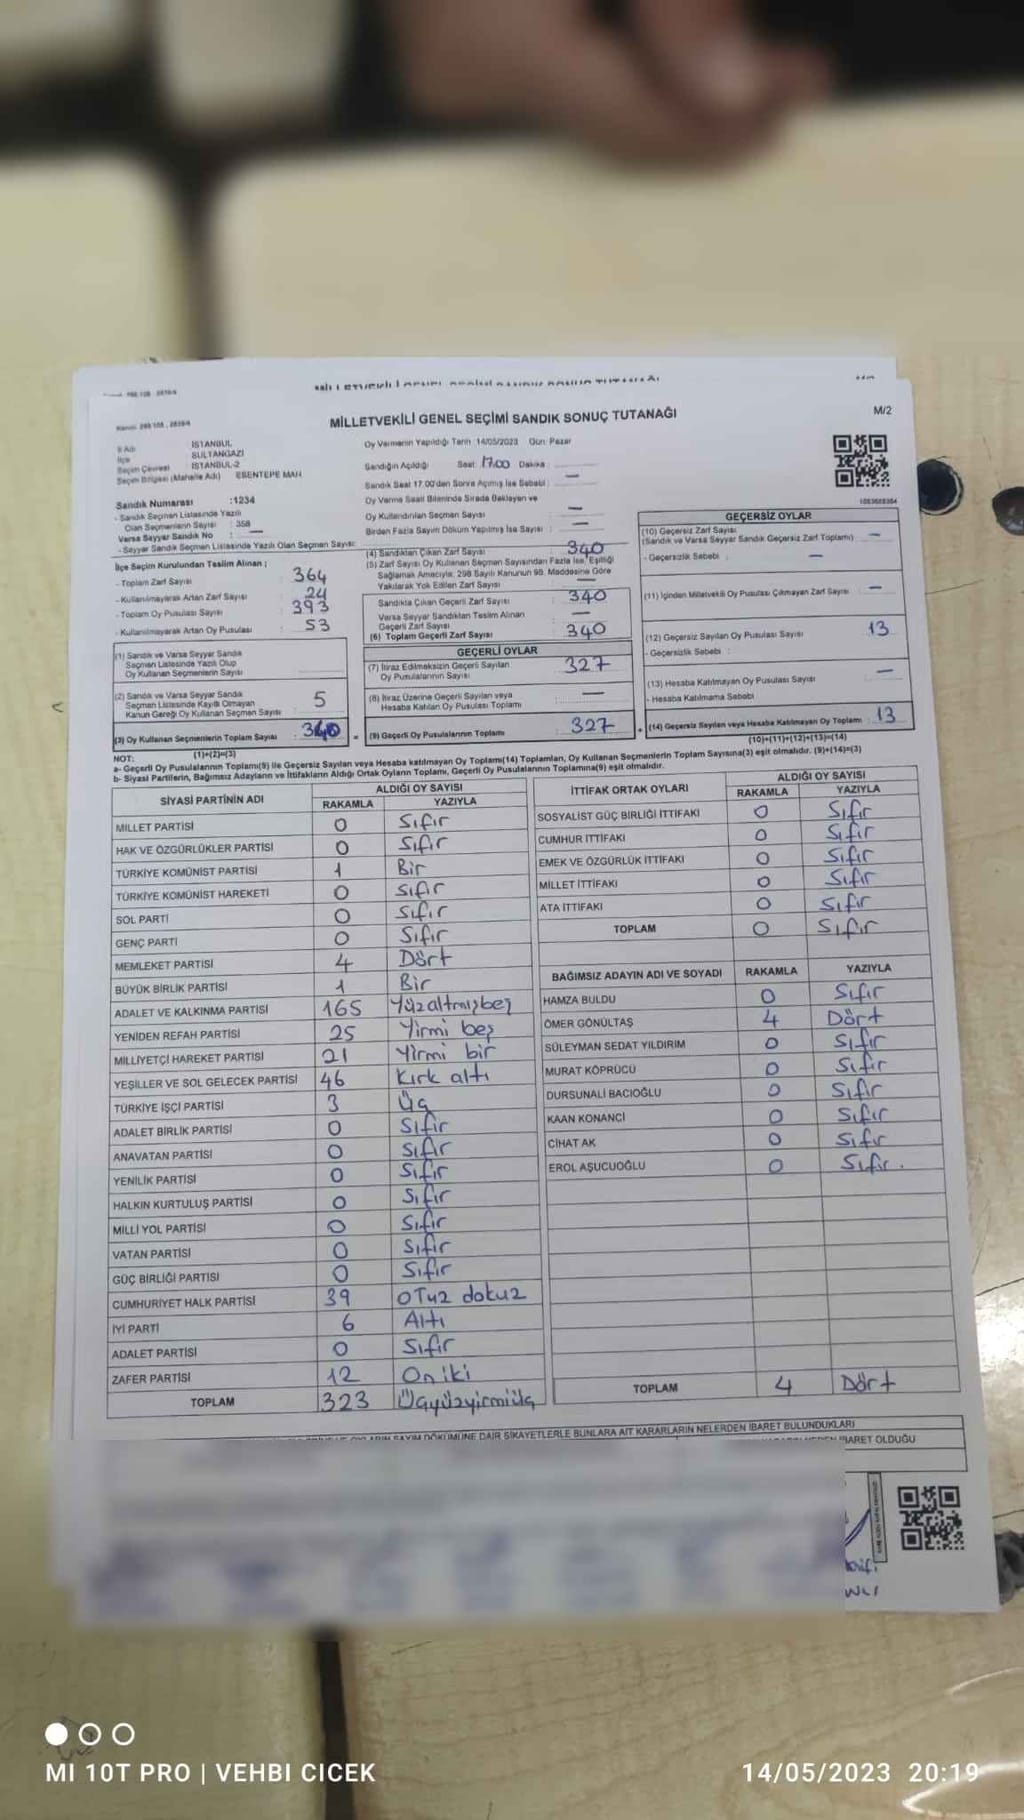 MİLLETVEKİLİ GENEL SEÇİMİ SANDIK SONUÇ TUTANAĞI
M/2
İl Adı İSTANBUL
İlçe SULTANGAZİ
Seçim Çevresi İSTANBUL-2
Seçim Bölgesi (Mahalle Adı) ESENTEPE MAH
Sandık Numarası :1234
- Sandık Seçmen Listesinde Yazılı
Olan Seçmenlerin Sayısı : 358
Varsa Seyyar Sandık No —
- Seyyar Sandık Seçmen Listesinde Yazılı Olan Seçmen Sayısı:
İlçe Seçim Kurulundan Teslim Alınan ;
- Toplam Zarf Sayısı 364
- Kullanılmayarak Artan Zarf Sayısı 24
- Toplam Oy Pusulası Sayısı 393
- Kullanılmayarak Artan Oy Pusulası 53
(1) Sandık ve Varsa Seyyar Sandık
Seçmen Listesinde Yazılı Olup
Oy Kullanan Seçmenlerin Sayısı
(2) Sandık ve Varsa Seyyar Sandık
Seçmen Listesinde Kayıtlı Olmayan
Kanun Gereği Oy Kullanan Seçmen Sayısı 5
(3) Oy Kullanan Seçmenlerin Toplam Sayısı 340
(1)+(2)=(3)
Oy Vermenin Yapıldığı Tarih 14/05/2023 Gün: Pazar
Sandığın Açıldığı Saat: 17.00 Dakika:
Sandık Saat 17.00'den Sonra Açılmış İse Sebebi : —
Oy Verme Saati Bitiminde Sırada Bekleyen ve
Oy Kullandırılan Seçmen Sayısı : —
Birden Fazla Sayım Döküm Yapılmış İse Sayısı : —
(4) Sandıktan Çıkan Zarf Sayısı 340
(5) Zarf Sayısı Oy Kullanan Seçmen Sayısından Fazla İse, Eşitliği
Sağlamak Amacıyla; 298 Sayılı Kanunun 98. Maddesine Göre
Yakılarak Yok Edilen Zarf Sayısı —
Sandıkta Çıkan Geçerli Zarf Sayısı 340
Varsa Seyyar Sandıktan Teslim Alınan
Geçerli Zarf Sayısı —
(6) Toplam Geçerli Zarf Sayısı 340
GEÇERLİ OYLAR
(7) İtiraz Edilmeksizin Geçerli Sayılan
Oy Pusulalarının Sayısı 327
(8) İtiraz Üzerine Geçerli Sayılan veya
Hesaba Katılan Oy Pusulası Toplamı —
(9) Geçerli Oy Pusulalarının Toplamı 327
GEÇERSİZ OYLAR
(10) Geçersiz Zarf Sayısı
(Sandık ve Varsa Seyyar Sandık Geçersiz Zarf Toplamı) —
- Geçersizlik Sebebi : —
(11) İçinden Milletvekili Oy Pusulası Çıkmayan Zarf Sayısı —
(12) Geçersiz Sayılan Oy Pusulası Sayısı 13
- Geçersizlik Sebebi :
(13) Hesaba Katılmayan Oy Pusulası Sayısı —
- Hesaba Katılmama Sebebi
(14) Geçersiz Sayılan veya Hesaba Katılmayan Oy Toplamı 13
(10)+(11)+(12)+(13)=(14)
NOT:
a- Geçerli Oy Pusulalarının Toplamı(9) ile Geçersiz Sayılan veya Hesaba katılmayan Oy Toplamı(14) Toplamları, Oy Kullanan Seçmenlerin Toplam Sayısına(3) eşit olmalıdır. (9)+(14)=(3)
b- Siyasi Partilerin, Bağımsız Adayların ve İttifakların Aldığı Ortak Oyların Toplamı, Geçerli Oy Pusulalarının Toplamına(9) eşit olmalıdır.
SİYASİ PARTİNİN ADI ALDIĞI OY SAYISI
RAKAMLA YAZIYLA
MİLLET PARTİSİ 0 Sıfır
HAK VE ÖZGÜRLÜKLER PARTİSİ 0 Sıfır
TÜRKİYE KOMÜNİST PARTİSİ 1 Bir
TÜRKİYE KOMÜNİST HAREKETİ 0 Sıfır
SOL PARTİ 0 Sıfır
GENÇ PARTİ 0 Sıfır
MEMLEKET PARTİSİ 4 Dört
BÜYÜK BİRLİK PARTİSİ 1 Bir
ADALET VE KALKINMA PARTİSİ 165 Yüzaltmışbeş
YENİDEN REFAH PARTİSİ 25 Yirmi beş
MİLLİYETÇİ HAREKET PARTİSİ 21 Yirmi bir
YEŞİLLER VE SOL GELECEK PARTİSİ 46 Kırk altı
TÜRKİYE İŞÇİ PARTİSİ 3 Üç
ADALET BİRLİK PARTİSİ 0 Sıfır
ANAVATAN PARTİSİ 0 Sıfır
YENİLİK PARTİSİ 0 Sıfır
HALKIN KURTULUŞ PARTİSİ 0 Sıfır
MİLLİ YOL PARTİSİ 0 Sıfır
VATAN PARTİSİ 0 Sıfır
GÜÇ BİRLİĞİ PARTİSİ 0 Sıfır
CUMHURİYET HALK PARTİSİ 39 OTuz dokuz
İYİ PARTİ 6 Altı
ADALET PARTİSİ 0 Sıfır
ZAFER PARTİSİ 12 Oniki
TOPLAM 323 Üçyüzyirmiüç
İTTİFAK ORTAK OYLARI ALDIĞI OY SAYISI
RAKAMLA YAZIYLA
SOSYALİST GÜÇ BİRLİĞİ İTTİFAKI 0 Sıfır
CUMHUR İTTİFAKI 0 Sıfır
EMEK VE ÖZGÜRLÜK İTTİFAKI 0 Sıfır
MİLLET İTTİFAKI 0 Sıfır
ATA İTTİFAKI 0 Sıfır
TOPLAM 0 Sıfır
BAĞIMSIZ ADAYIN ADI VE SOYADI RAKAMLA YAZIYLA
HAMZA BULDU 0 Sıfır
ÖMER GÖNÜLTAŞ 4 Dört
SÜLEYMAN SEDAT YILDIRIM 0 Sıfır
MURAT KÖPRÜCÜ 0 Sıfır
DURSUNALİ BACIOĞLU 0 Sıfır
KAAN KONANCİ 0 Sıfır
CİHAT AK 0 Sıfır
EROL AŞUCUOĞLU 0 Sıfır.
TOPLAM 4 Dört
SAYIM DÖKÜMÜNE DAİR ŞİKAYETLERLE BUNLARA AİT KARARLARIN NELERDEN İBARET BULUNDUKLARI
İBARET OLDUĞU
MI 10T PRO | VEHBI CICEK
14/05/2023 20:19